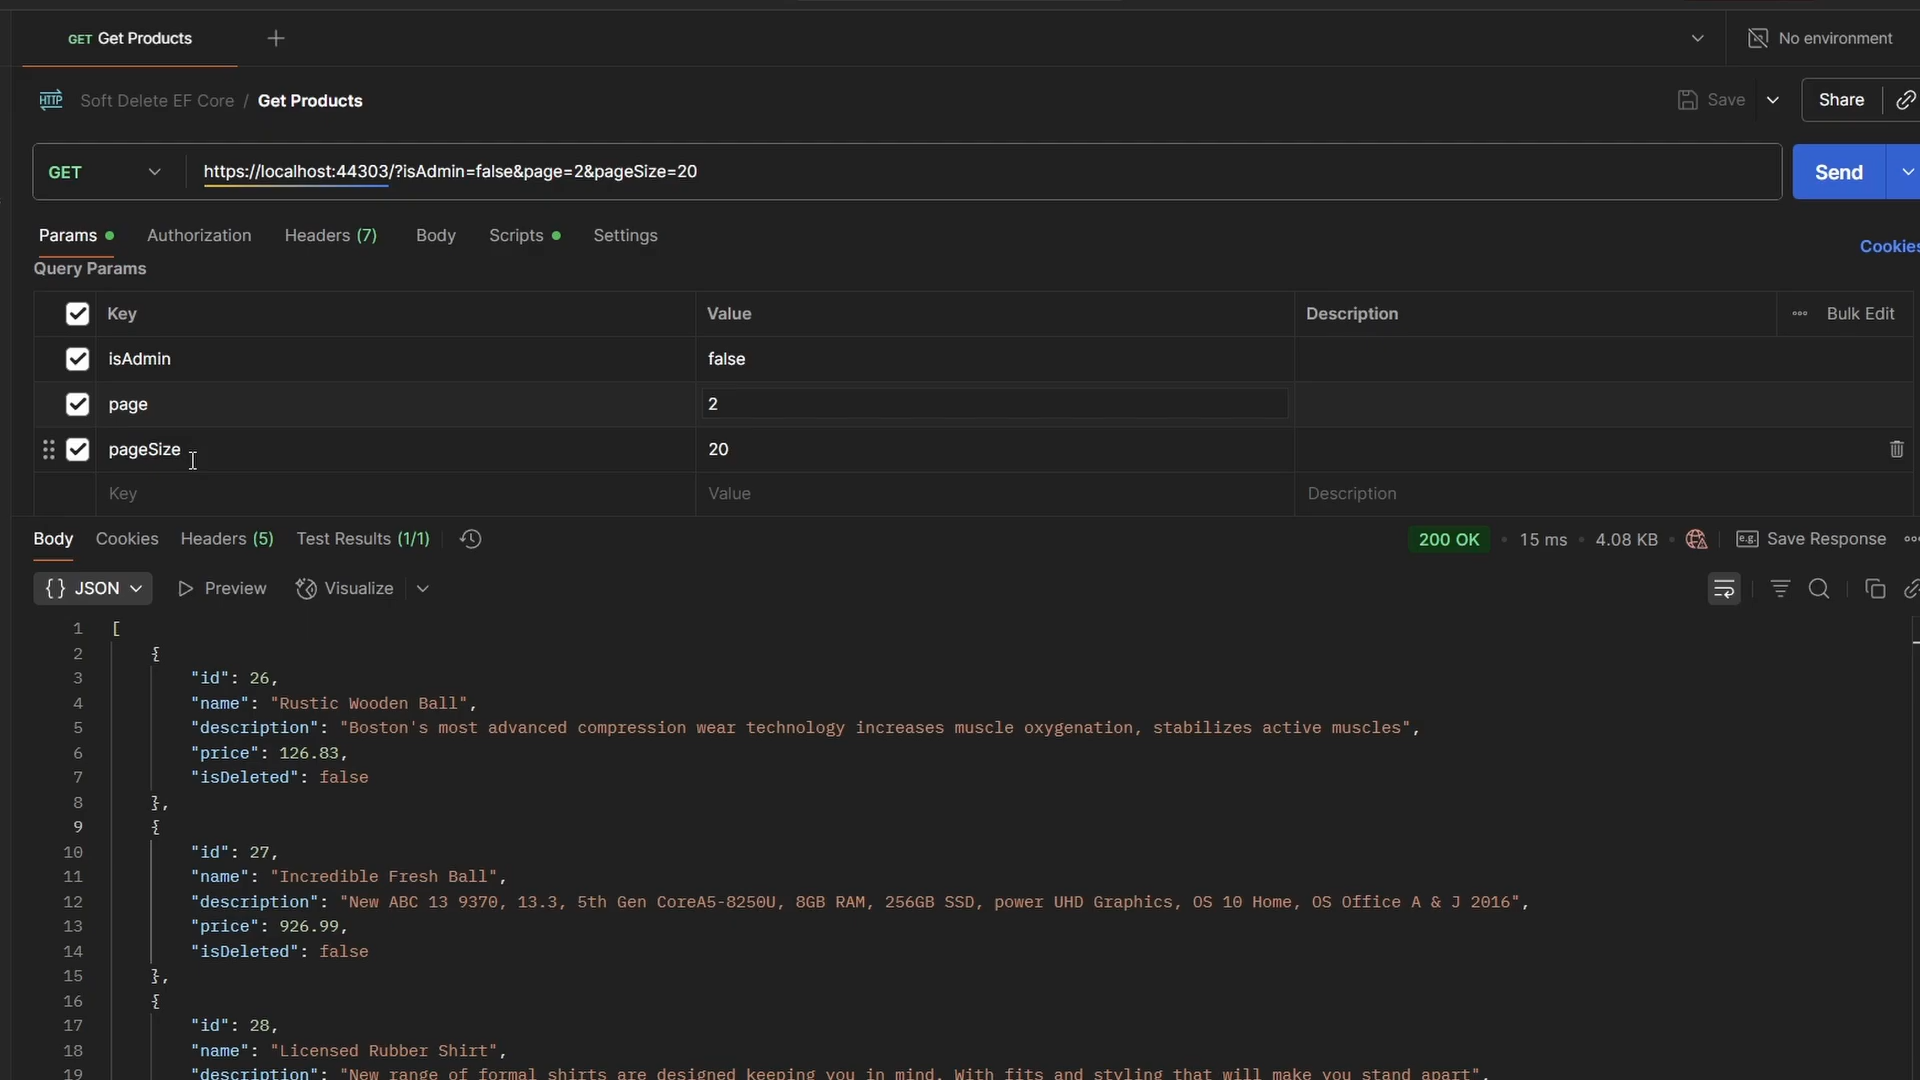 GET Get Products
No environment
HTTP Soft Delete EF Core / Get Products
Save Share
GET https://localhost:44303/?isAdmin=false&page=2&pageSize=20 Send
Params Authorization Headers (7) Body Scripts Settings
Cookies
Query Params
Key Value Description Bulk Edit
isAdmin false
page 2
pageSize 20
Key Value Description
Body Cookies Headers (5) Test Results (1/1) 200 OK 15 ms 4.08 KB e.g. Save Response
{} JSON Preview Visualize
1 [
2 {
3 "id": 26,
4 "name": "Rustic Wooden Ball",
5 "description": "Boston's most advanced compression wear technology increases muscle oxygenation, stabilizes active muscles",
6 "price": 126.83,
7 "isDeleted": false
8 },
9 {
10 "id": 27,
11 "name": "Incredible Fresh Ball",
12 "description": "New ABC 13 9370, 13.3, 5th Gen CoreA5-8250U, 8GB RAM, 256GB SSD, power UHD Graphics, OS 10 Home, OS Office A & J 2016",
13 "price": 926.99,
14 "isDeleted": false
15 },
16 {
17 "id": 28,
18 "name": "Licensed Rubber Shirt",
19 "description": "New range of formal shirts are designed keeping you in mind. With fits and styling that will make you stand apart",